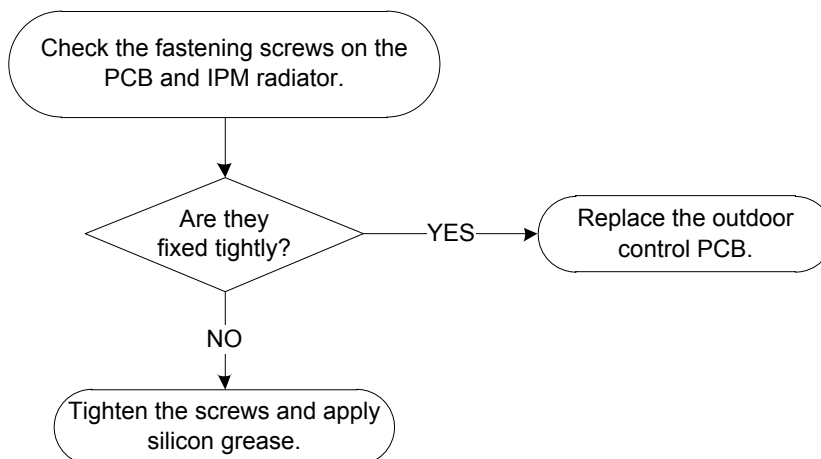 Check the fastening screws on the
PCB and IPM radiator.
Are they
fixed tightly?
YES
Replace the outdoor
control PCB.
NO
Tighten the screws and apply
silicon grease.